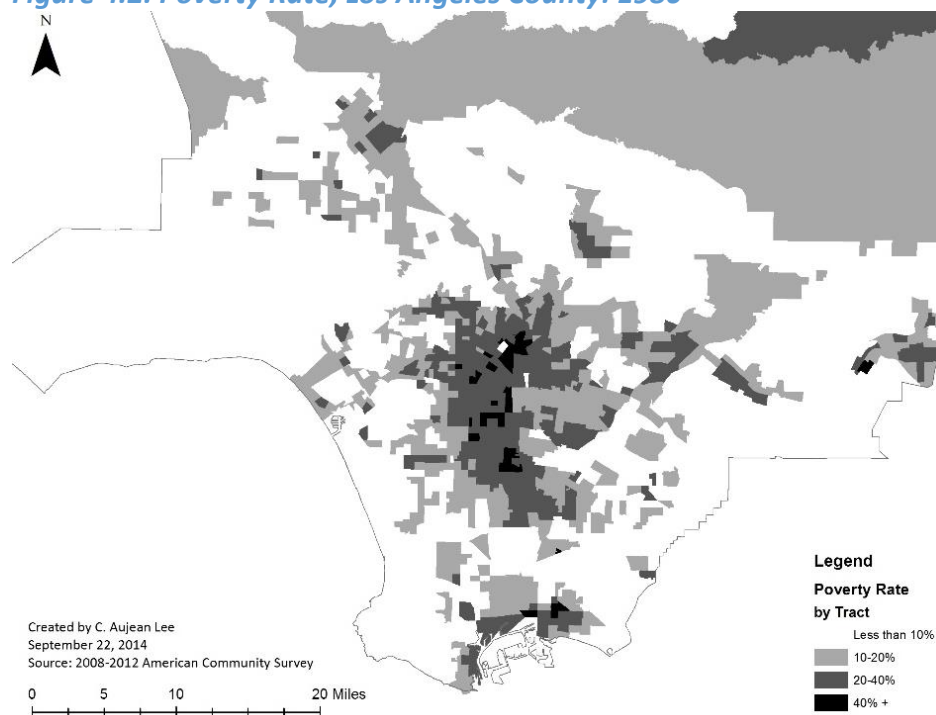 Figure 4.2: Poverty Rate, Los Angeles County: 1980
N
Legend
Poverty Rate
by Tract
Less than 10%
10-20%
20-40%
40% +
Created by C. Aujean Lee
September 22, 2014
Source: 2008-2012 American Community Survey
0 5 10 20 Miles